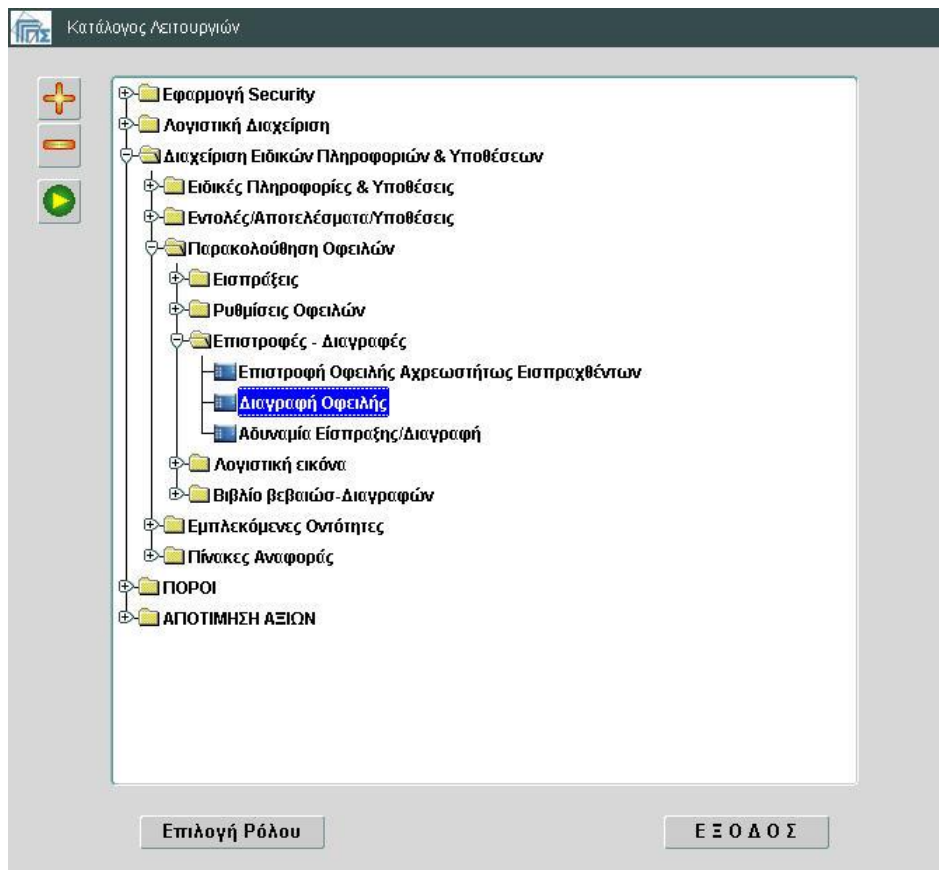 Κατάλογος Λειτουργιών
Εφαρμογή Security
Λογιστική Διαχείριση
Διαχείριση Ειδικών Πληροφοριών & Υποθέσεων
Ειδικές Πληροφορίες & Υποθέσεις
Εντολές/Αποτελέσματα/Υποθέσεις
Παρακολούθηση Οφειλών
Εισπράξεις
Ρυθμίσεις Οφειλών
Επιστροφές - Διαγραφές
Επιστροφή Οφειλής Αχρεωστήτως Εισπραχθέντων
Διαγραφή Οφειλής
Αδυναμία Είσπραξης/Διαγραφή
Λογιστική εικόνα
Βιβλίο βεβαιώσ-Διαγραφών
Εμπλεκόμενες Οντότητες
Πίνακες Αναφοράς
ΠΟΡΟΙ
ΑΠΟΤΙΜΗΣΗ ΑΞΙΩΝ
Επιλογή Ρόλου
Ε Ξ Ο Δ Ο Σ